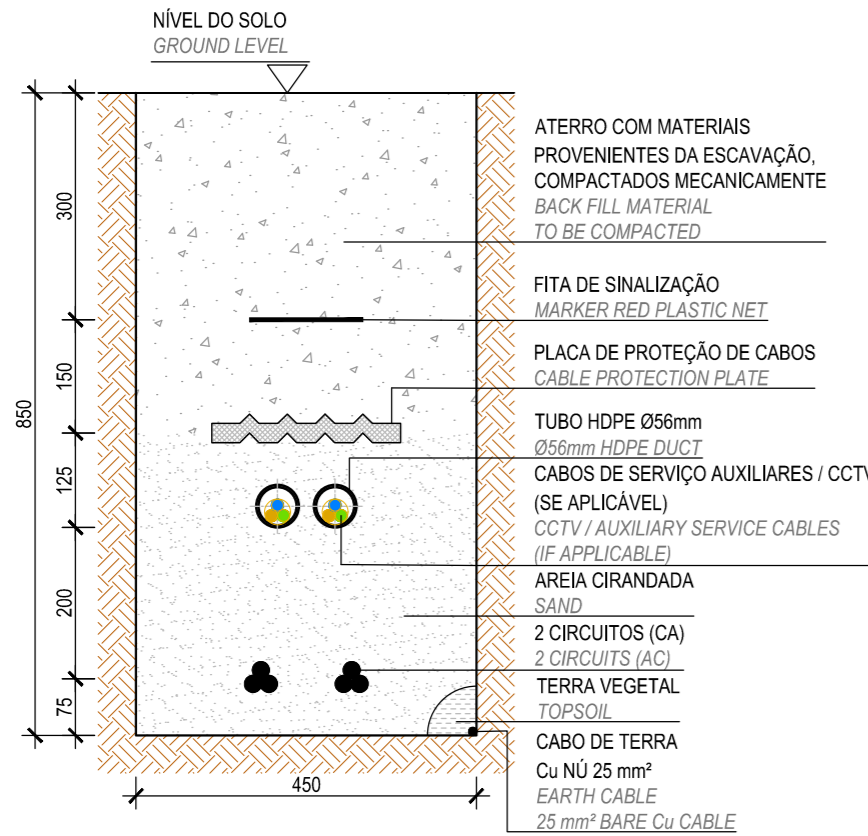 NÍVEL DO SOLO
GROUND LEVEL
ATERRO COM MATERIAIS
PROVENIENTES DA ESCAVAÇÃO,
COMPACTADOS MECANICAMENTE
BACK FILL MATERIAL
TO BE COMPACTED
FITA DE SINALIZAÇÃO
MARKER RED PLASTIC NET
PLACA DE PROTEÇÃO DE CABOS
CABLE PROTECTION PLATE
TUBO HDPE Ø56mm
Ø56mm HDPE DUCT
CABOS DE SERVIÇO AUXILIARES / CCTV
(SE APLICÁVEL)
CCTV / AUXILIARY SERVICE CABLES
(IF APPLICABLE)
AREIA CIRANDADA
SAND
2 CIRCUITOS (CA)
2 CIRCUITS (AC)
TERRA VEGETAL
TOPSOIL
CABO DE TERRA
Cu NÚ 25 mm²
EARTH CABLE
25 mm² BARE Cu CABLE
850
300
150
125
200
75
450